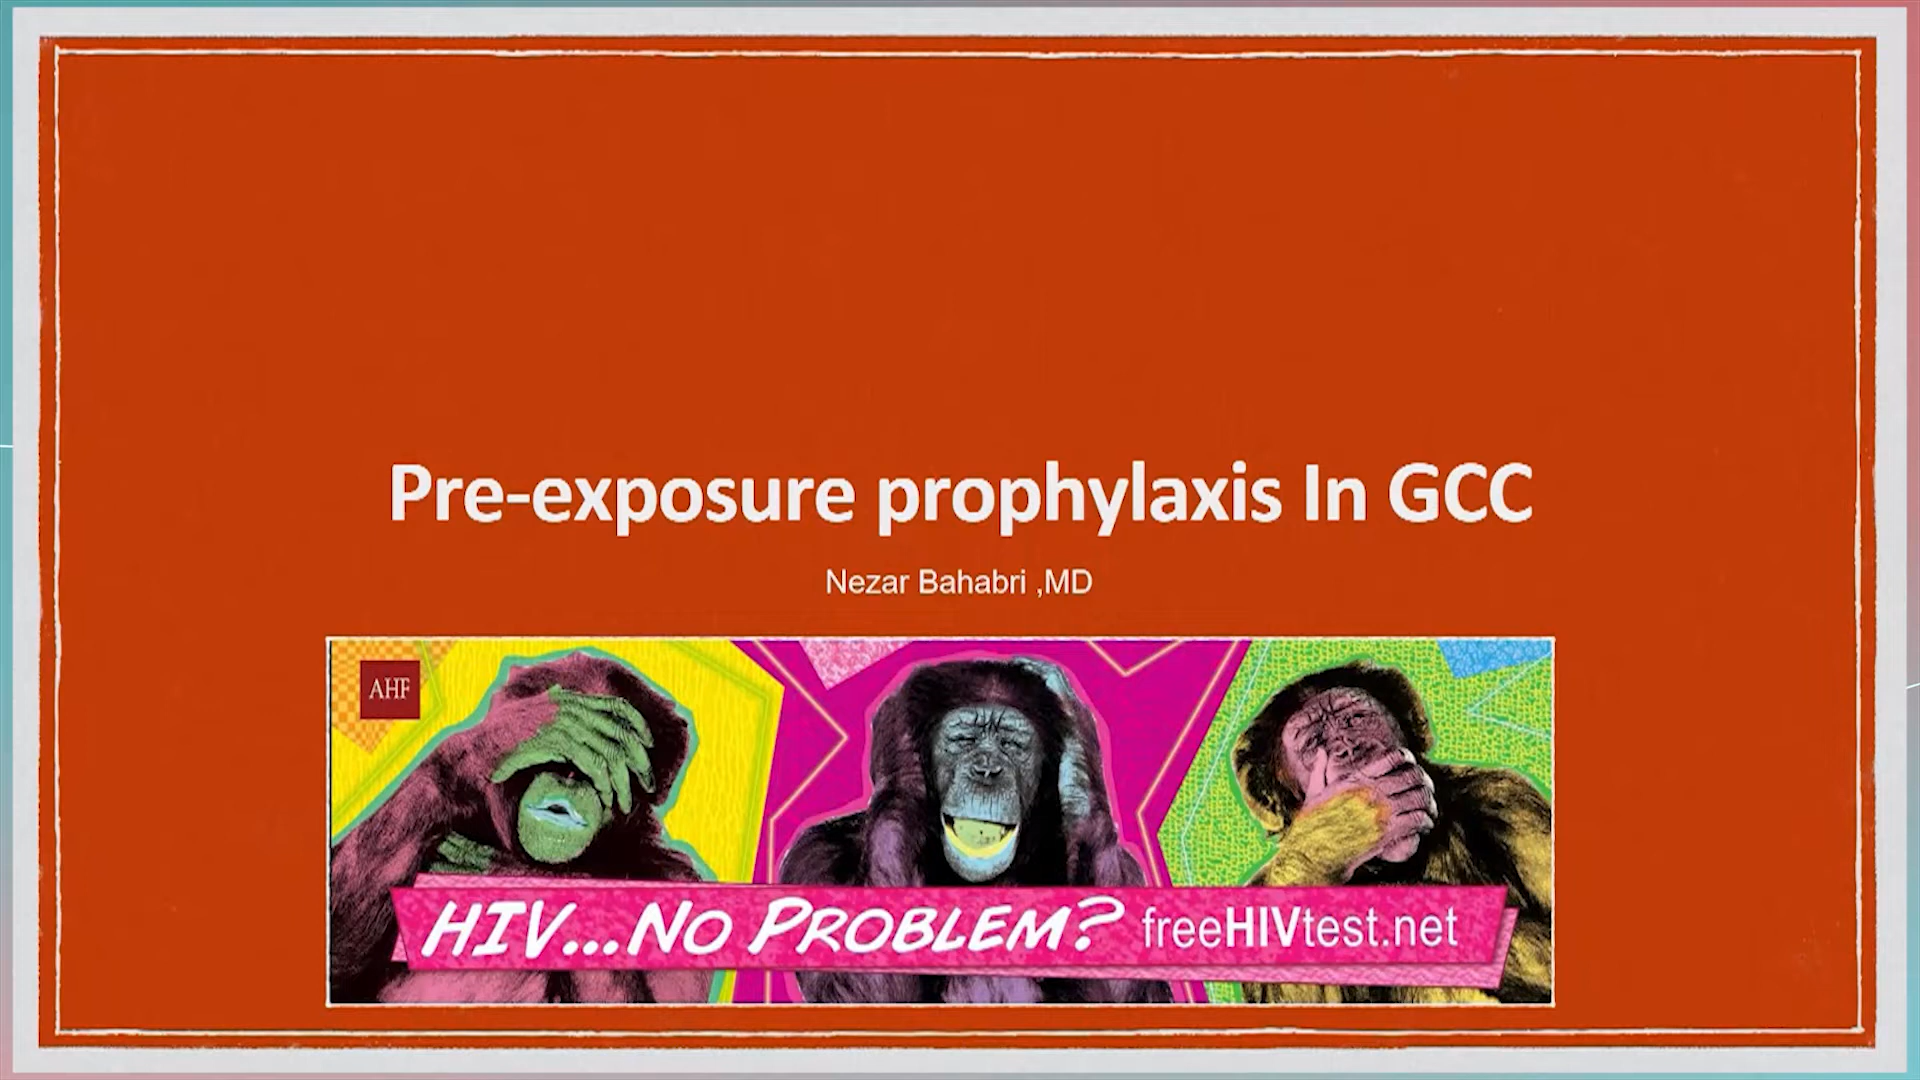 Pre-exposure prophylaxis In GCC
Nezar Bahabri ,MD
AHF
HIV...No Problem? freeHIVtest.net